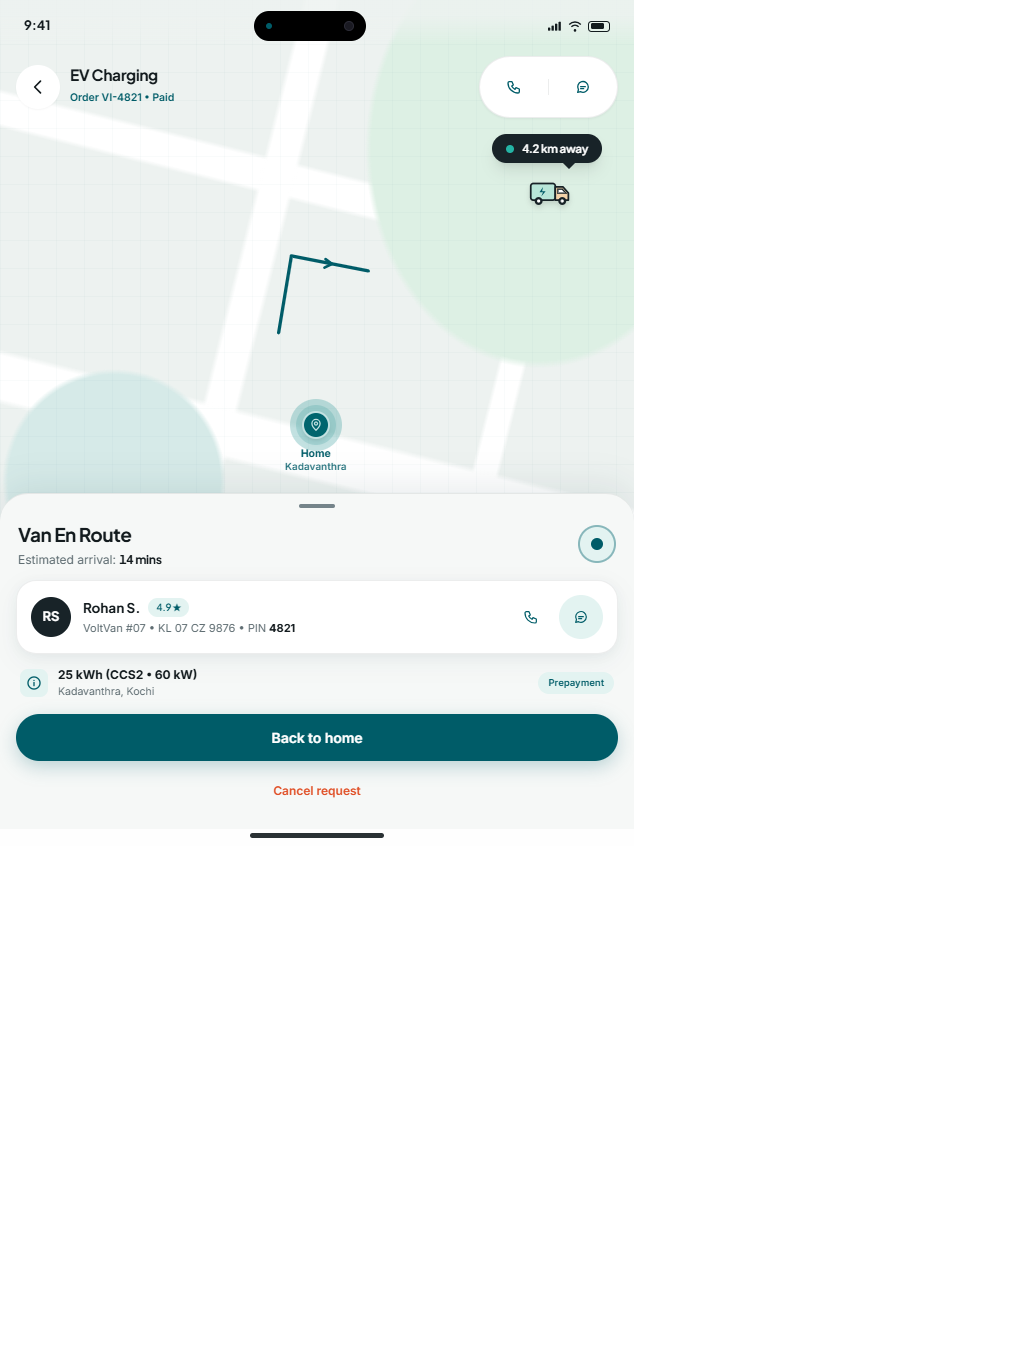 9:41
EV Charging
Order VI-4821 • Paid
4.2 km away
Home
Kadavanthra
Van En Route
Estimated arrival: 14 mins
RS
Rohan S. 4.9★
VoltVan #07 • KL 07 CZ 9876 • PIN 4821
25 kWh (CCS2 • 60 kW)
Kadavanthra, Kochi
Prepayment
Back to home
Cancel request